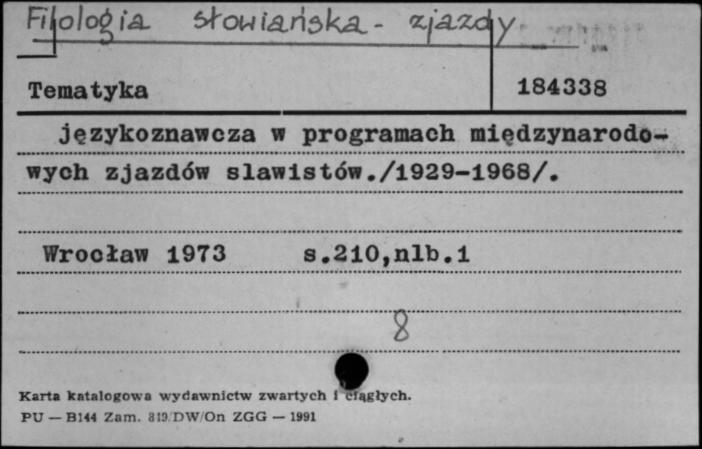 Filologia słowiańska - zjazdy
Tematyka 184338
językoznawcza w programach międzynarodo-
wych zjazdów slawistów./1929-1968/.
Wrocław 1973 s.210,nlb.1
8
Karta katalogowa wydawnictw zwartych i ciągłych.
PU — B144 Zam. 819/DW/On ZGG — 1991